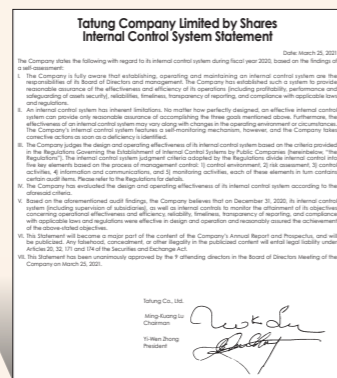 Tatung Company Limited by Shares
Internal Control System Statement
Date: March 25, 2021
The Company states the following with regard to its internal control system during fiscal year 2020, based on the findings of
a self-assessment:
I. The Company is fully aware that establishing, operating and maintaining an internal control system are the
responsibilities of its Board of Directors and management. The Company has established such a system to provide
reasonable assurance of the effectiveness and efficiency of its operations (including profitability, performance and
safeguarding of assets security), reliabilities, timeliness, transparency of reporting, and compliance with applicable laws
and regulations.
II. An internal control system has inherent limitations. No matter how perfectly designed, an effective internal control
system can provide only reasonable assurance of accomplishing the three goals mentioned above. Furthermore, the
effectiveness of an internal control system may vary along with changes in the operating environment or circumstances.
The Company's internal control system features a self-monitoring mechanism, however, and the Company takes
corrective actions as soon as a deficiency is identified.
III. The Company judges the design and operating effectiveness of its internal control system based on the criteria provided
in the Regulations Governing the Establishment of Internal Control Systems by Public Companies (hereinbelow, "the
Regulations"). The internal control system judgment criteria adopted by the Regulations divide internal control into
five key elements based on the process of management control: 1) control environment, 2) risk assessment, 3) control
activities, 4) information and communications, and 5) monitoring activities, each of these elements in turn contains
certain audit items. Please refer to the Regulations for details.
IV. The Company has evaluated the design and operating effectiveness of its internal control system according to the
aforesaid criteria.
V. Based on the aforementioned audit findings, the Company believes that on December 31, 2020, its internal control
system (including supervision of subsidiaries), as well as internal controls to monitor the attainment of its objectives
concerning operational effectiveness and efficiency, reliability, timeliness, transparency of reporting, and compliance
with applicable laws and regulations were effective in design and operation and reasonably assured the achievement
of the above-stated objectives.
VI. This Statement will become a major part of the content of the Company's Annual Report and Prospectus, and will
be publicized. Any falsehood, concealment, or other illegality in the publicized content will entail legal liability under
Articles 20, 32, 171 and 174 of the Securities and Exchange Act.
VII. This Statement has been unanimously approved by the 9 attending directors in the Board of Directors Meeting of the
Company on March 25, 2021.
Tatung Co., Ltd.
Ming-Kuang Lu
Chairman:
Yi-Wen Zhong
President